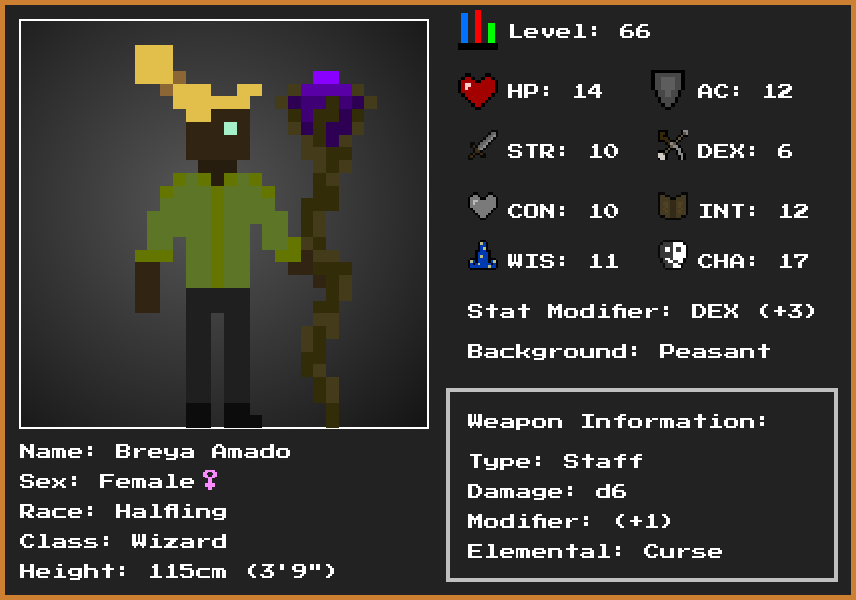 Level: 66
HP: 14
AC: 12
STR: 10
DEX: 6
CON: 10
INT: 12
WIS: 11
CHA: 17
Stat Modifier: DEX (+3)
Background: Peasant
Weapon Information:
Type: Staff
Damage: d6
Modifier: (+1)
Elemental: Curse
Name: Breya Amado
Sex: Female♀
Race: Halfling
Class: Wizard
Height: 115cm (3'9")